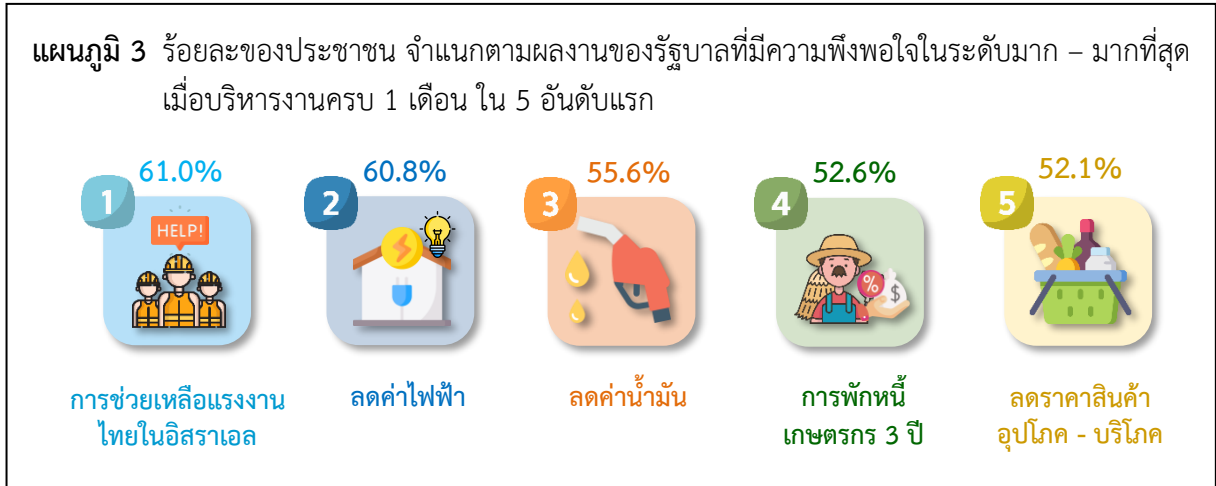 แผนภูมิ 3 ร้อยละของประชาชน จำแนกตามผลงานของรัฐบาลที่มีความพึงพอใจในระดับมาก – มากที่สุด
เมื่อบริหารงานครบ 1 เดือน ใน 5 อันดับแรก
61.0%
1
HELP!
การช่วยเหลือแรงงาน
ไทยในอิสราเอล
60.8%
2
ลดค่าไฟฟ้า
55.6%
3
ลดค่าน้ำมัน
52.6%
4
%
$
การพักหนี้
เกษตรกร 3 ปี
52.1%
5
ลดราคาสินค้า
อุปโภค - บริโภค